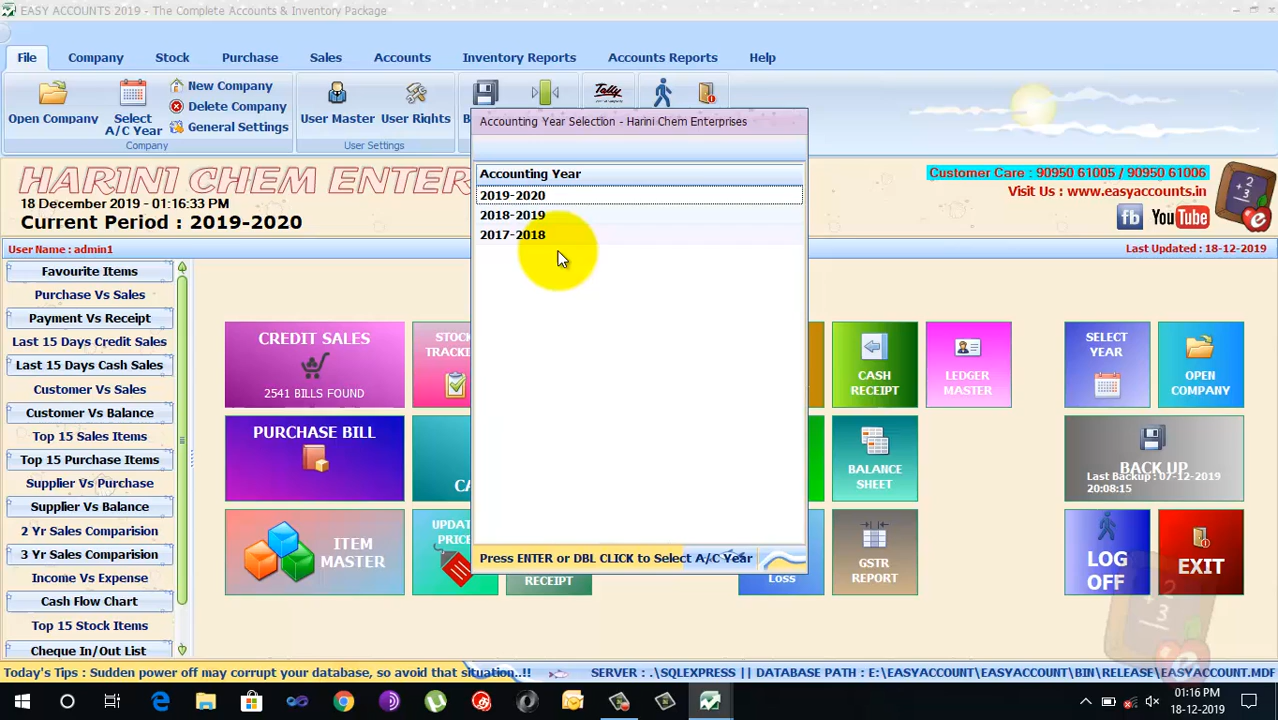 EASY ACCOUNTS 2019 - The Complete Accounts & Inventory Package
File Company Stock Purchase Sales Accounts Inventory Reports Accounts Reports Help
Open Company
Select
A/C Year
New Company
Delete Company
General Settings
Company
User Master
User Rights
User Settings
Tally
Accounting Year Selection - Harini Chem Enterprises
Accounting Year
2019-2020
2018-2019
2017-2018
Press ENTER or DBL CLICK to Select A/C Year
HARINI CHEM ENTER
18 December 2019 - 01:16:33 PM
Current Period : 2019-2020
Customer Care : 90950 61005 / 90950 61006
Visit Us : www.easyaccounts.in
fb YouTube
User Name : admin1
Last Updated : 18-12-2019
Favourite Items
Purchase Vs Sales
Payment Vs Receipt
Last 15 Days Credit Sales
Last 15 Days Cash Sales
Customer Vs Sales
Customer Vs Balance
Top 15 Sales Items
Top 15 Purchase Items
Supplier Vs Purchase
Supplier Vs Balance
2 Yr Sales Comparision
3 Yr Sales Comparision
Income Vs Expense
Cash Flow Chart
Top 15 Stock Items
Cheque In/Out List
CREDIT SALES
2541 BILLS FOUND
STOCK
TRACKI
CASH
RECEIPT
LEDGER
MASTER
SELECT
YEAR
OPEN
COMPANY
PURCHASE BILL
CA
BALANCE
SHEET
BACK UP
Last Backup : 07-12-2019
20:08:15
ITEM
MASTER
UPDAT
PRICE
RECEIPT
Loss
GSTR
REPORT
LOG
OFF
EXIT
Today's Tips : Sudden power off may corrupt your database, so avoid that situation..!!
SERVER : .\SQLEXPRESS || DATABASE PATH : E:\EASYACCOUNT\BIN\RELEASE\EASYACCOUNT.MDF
01:16 PM
18-12-2019